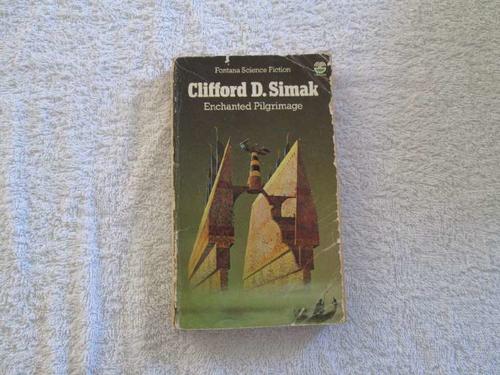 Fontana Science Fiction
Clifford D. Simak
Enchanted Pilgrimage